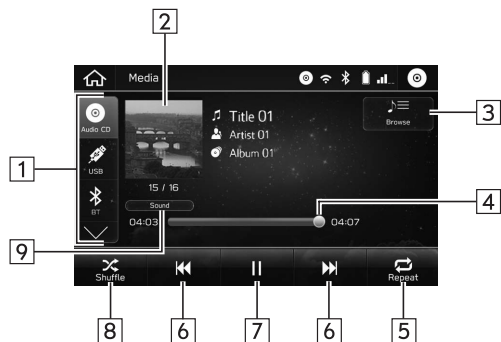 2
Media
1
Audio CD
USB
BT
Title 01
Artist 01
Album 01
Browse
3
15 / 16
Sound
04:03
04:07
4
9
Shuffle
Repeat
8
6
7
6
5